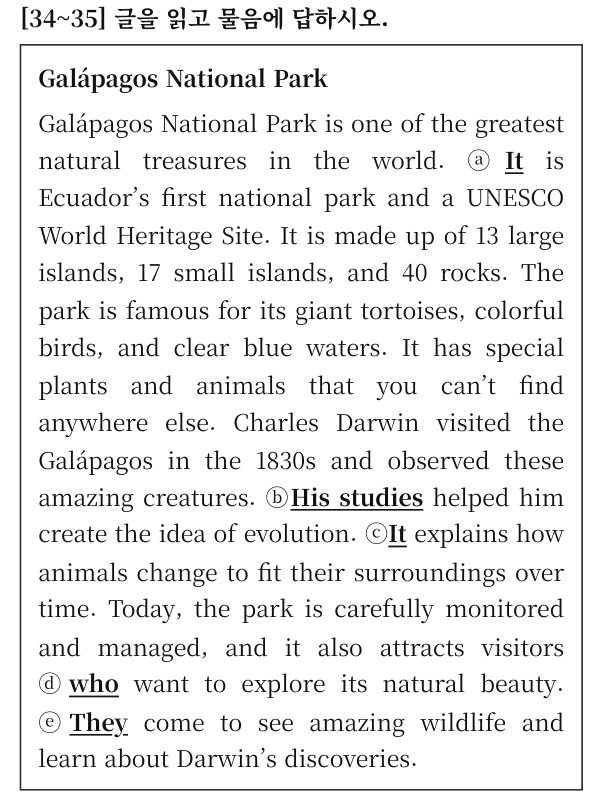 [34~35] 글을 읽고 물음에 답하시오.
Galápagos National Park
Galápagos National Park is one of the greatest
natural treasures in the world. ⓐ It is
Ecuador’s first national park and a UNESCO
World Heritage Site. It is made up of 13 large
islands, 17 small islands, and 40 rocks. The
park is famous for its giant tortoises, colorful
birds, and clear blue waters. It has special
plants and animals that you can’t find
anywhere else. Charles Darwin visited the
Galápagos in the 1830s and observed these
amazing creatures. ⓑHis studies helped him
create the idea of evolution. ⓒIt explains how
animals change to fit their surroundings over
time. Today, the park is carefully monitored
and managed, and it also attracts visitors
ⓓ who want to explore its natural beauty.
ⓔ They come to see amazing wildlife and
learn about Darwin’s discoveries.